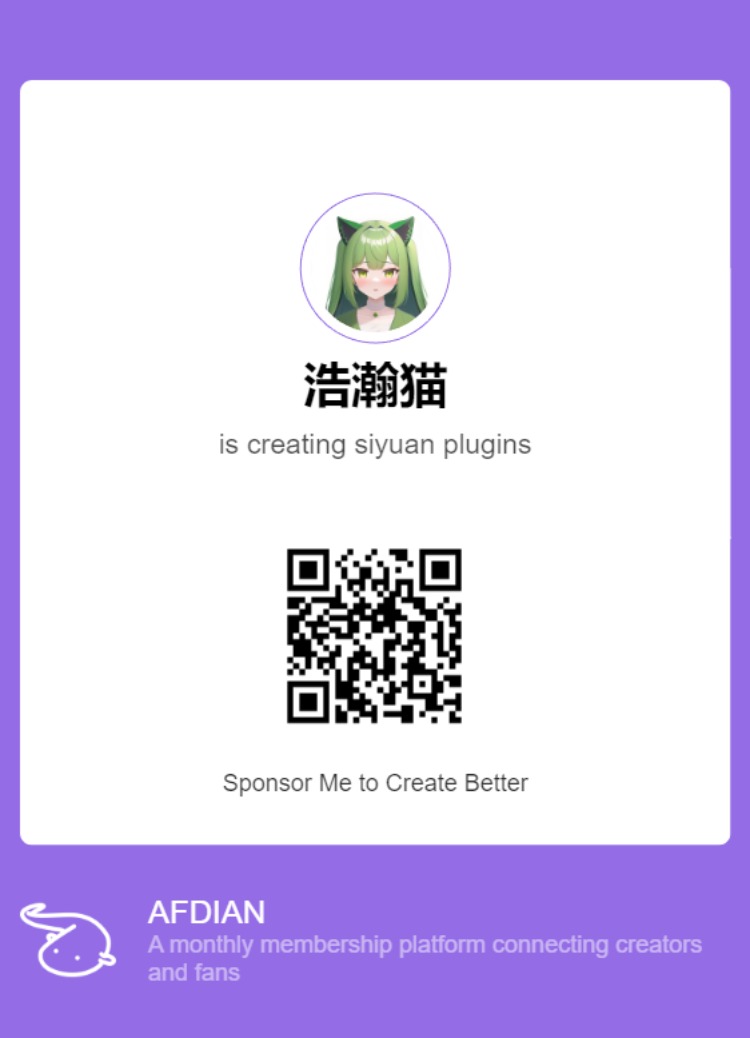 浩瀚猫
is creating siyuan plugins
Sponsor Me to Create Better
AFDIAN
A monthly membership platform connecting creators
and fans